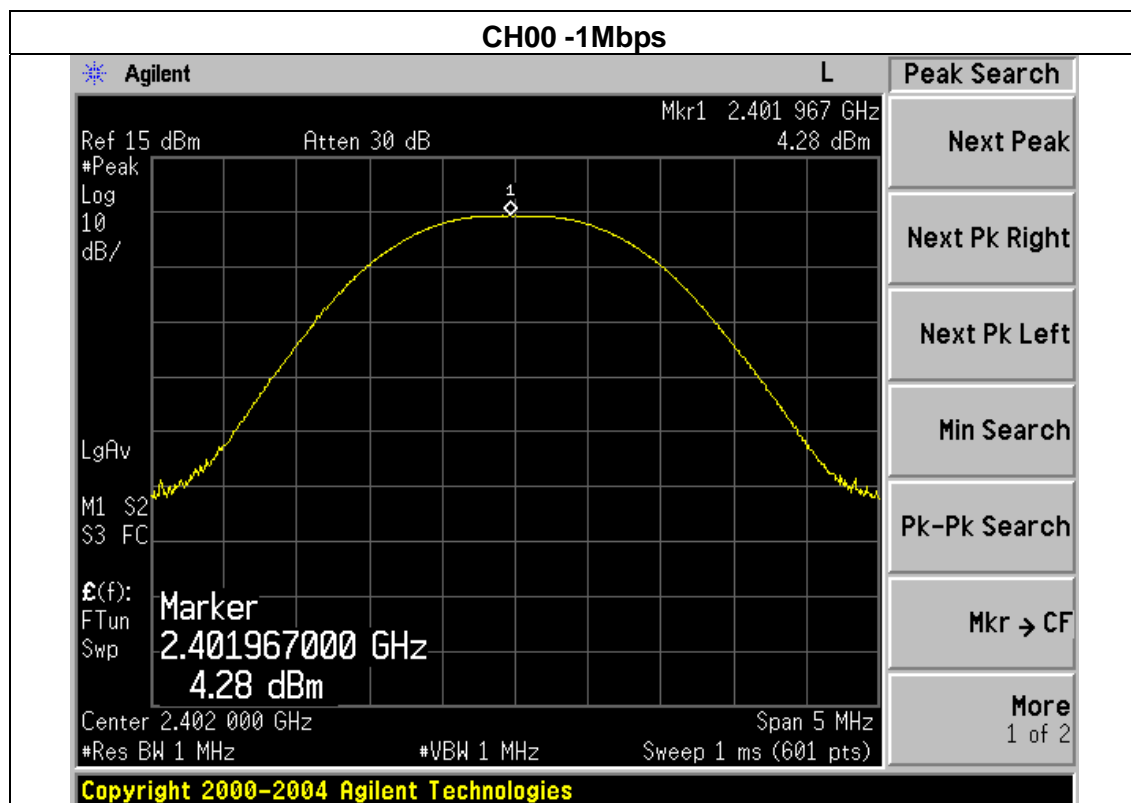 CH00 -1Mbps
Agilent L Peak Search
Mkr1 2.401 967 GHz
Ref 15 dBm Atten 30 dB 4.28 dBm
#Peak
Log
10
dB/
1
LgAv
M1 S2
S3 FC
£(f):
FTun
Swp
Marker
2.401967000 GHz
4.28 dBm
Center 2.402 000 GHz Span 5 MHz
#Res BW 1 MHz #VBW 1 MHz Sweep 1 ms (601 pts)
Next Peak
Next Pk Right
Next Pk Left
Min Search
Pk-Pk Search
Mkr → CF
More
1 of 2
Copyright 2000-2004 Agilent Technologies